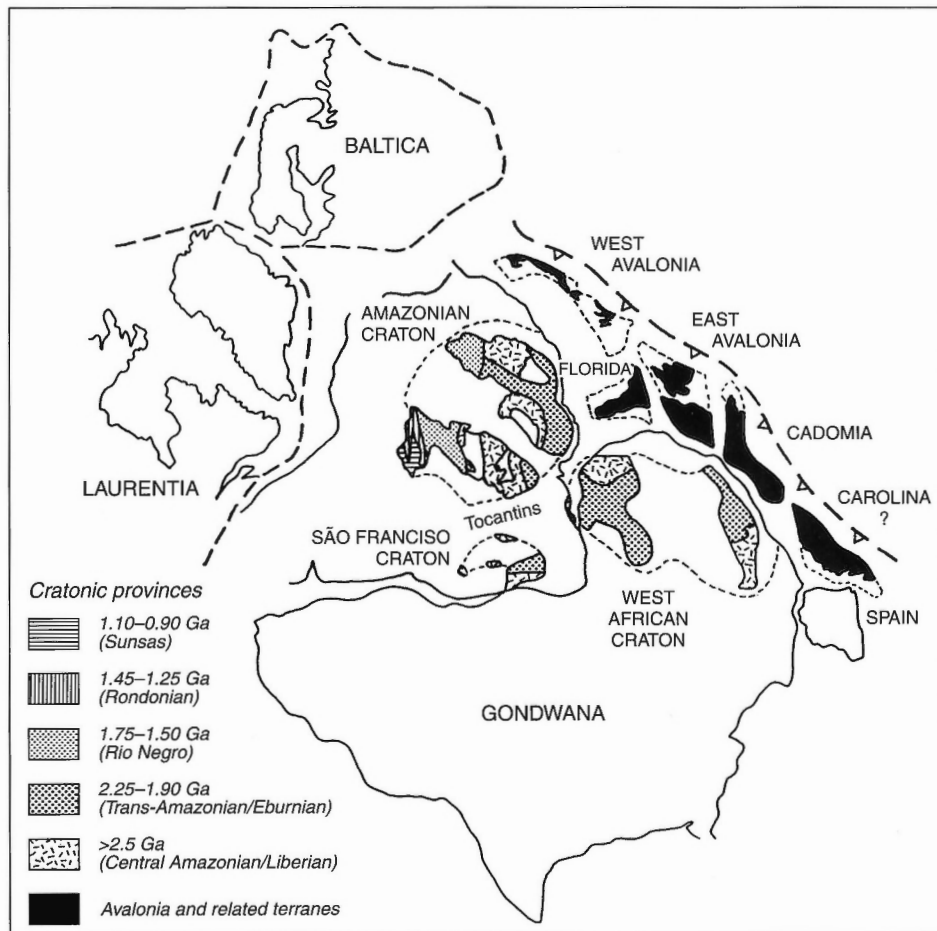 BALTICA
WEST
AVALONIA
AMAZONIAN
CRATON
EAST
AVALONIA
FLORIDA
CADOMIA
LAURENTIA
CAROLINA
?
Tocantins
SÃO FRANCISO
CRATON
WEST
AFRICAN
CRATON
SPAIN
GONDWANA
Cratonic provinces
1.10–0.90 Ga
(Sunsas)
1.45–1.25 Ga
(Rondonian)
1.75–1.50 Ga
(Rio Negro)
2.25–1.90 Ga
(Trans-Amazonian/Eburnian)
>2.5 Ga
(Central Amazonian/Liberian)
Avalonia and related terranes